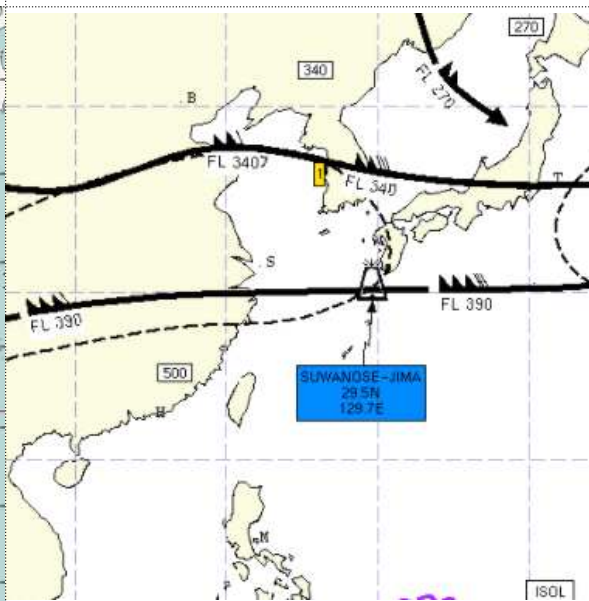 270
340
FL 270
B
FL 340?
1
FL 340
T
S
FL 390
FL 390
500
SUWANOSE-JIMA
29.5N
129.7E
H
M
ISOL